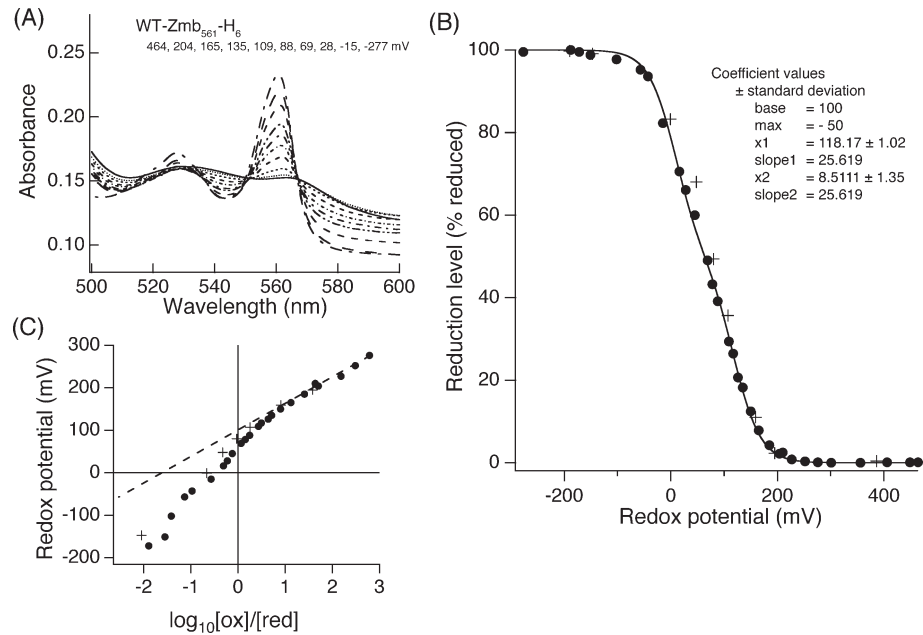 (A)
WT-Zmb561-H6
464, 204, 165, 135, 109, 88, 69, 28, -15, -277 mV
0.25
0.20
0.15
0.10
Absorbance
500
520
540
560
580
600
Wavelength (nm)
(B)
100
80
60
40
20
0
Reduction level (% reduced)
Coefficient values
± standard deviation
base = 100
max = - 50
x1 = 118.17 ± 1.02
slope1 = 25.619
x2 = 8.5111 ± 1.35
slope2 = 25.619
-200
0
200
400
Redox potential (mV)
(C)
300
200
100
0
-100
-200
Redox potential (mV)
-2
-1
0
1
2
3
log10[ox]/[red]